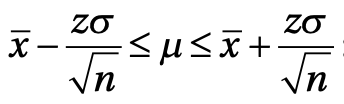 x̄ − zσ/√n ≤ μ ≤ x̄ + zσ/√n